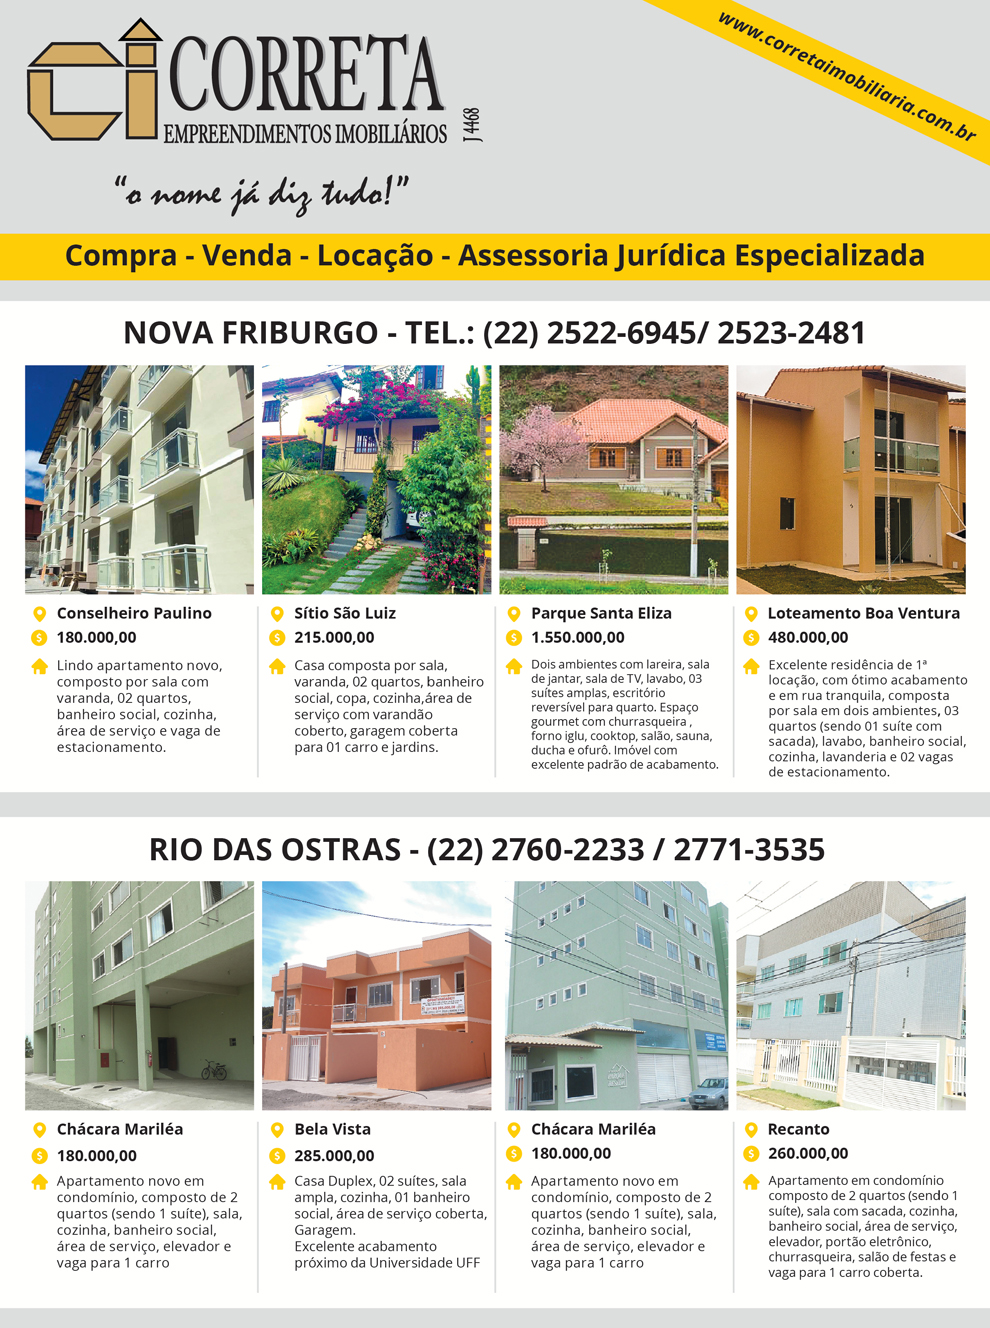 www.corretaimobiliaria.com.br
CORRETA
EMPREENDIMENTOS IMOBILIÁRIOS
J 4468
“o nome já diz tudo!”
Compra - Venda - Locação - Assessoria Jurídica Especializada
NOVA FRIBURGO - TEL.: (22) 2522-6945/ 2523-2481
Conselheiro Paulino
180.000,00
Lindo apartamento novo,
composto por sala com
varanda, 02 quartos,
banheiro social, cozinha,
área de serviço e vaga de
estacionamento.
Sítio São Luiz
215.000,00
Casa composta por sala,
varanda, 02 quartos, banheiro
social, copa, cozinha,área de
serviço com varandão
coberto, garagem coberta
para 01 carro e jardins.
Parque Santa Eliza
1.550.000,00
Dois ambientes com lareira, sala
de jantar, sala de TV, lavabo, 03
suítes amplas, escritório
reversível para quarto. Espaço
gourmet com churrasqueira ,
forno iglu, cooktop, salão, sauna,
ducha e ofurô. Imóvel com
excelente padrão de acabamento.
Loteamento Boa Ventura
480.000,00
Excelente residência de 1ª
locação, com ótimo acabamento
e em rua tranquila, composta
por sala em dois ambientes, 03
quartos (sendo 01 suíte com
sacada), lavabo, banheiro social,
cozinha, lavanderia e 02 vagas
de estacionamento.
RIO DAS OSTRAS - (22) 2760-2233 / 2771-3535
Chácara Mariléa
180.000,00
Apartamento novo em
condomínio, composto de 2
quartos (sendo 1 suíte), sala,
cozinha, banheiro social,
área de serviço, elevador e
vaga para 1 carro
Bela Vista
285.000,00
Casa Duplex, 02 suítes, sala
ampla, cozinha, 01 banheiro
social, área de serviço coberta,
Garagem.
Excelente acabamento
próximo da Universidade UFF
Chácara Mariléa
180.000,00
Apartamento novo em
condomínio, composto de 2
quartos (sendo 1 suíte), sala,
cozinha, banheiro social,
área de serviço, elevador e
vaga para 1 carro
Recanto
260.000,00
Apartamento em condomínio
composto de 2 quartos (sendo 1
suíte), sala com sacada, cozinha,
banheiro social, área de serviço,
elevador, portão eletrônico,
churrasqueira, salão de festas e
vaga para 1 carro coberta.